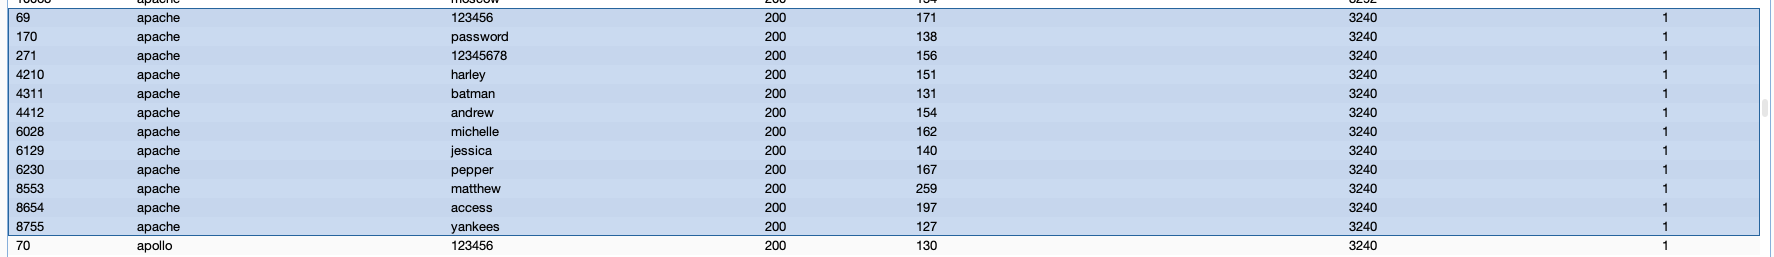 69 apache 123456 200 171 3240 1
170 apache password 200 138 3240 1
271 apache 12345678 200 156 3240 1
4210 apache harley 200 151 3240 1
4311 apache batman 200 131 3240 1
4412 apache andrew 200 154 3240 1
6028 apache michelle 200 162 3240 1
6129 apache jessica 200 140 3240 1
6230 apache pepper 200 167 3240 1
8553 apache matthew 200 259 3240 1
8654 apache access 200 197 3240 1
8755 apache yankees 200 127 3240 1
70 apollo 123456 200 130 3240 1